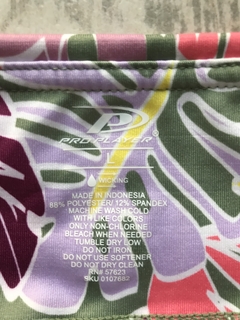 PRO PLAYER
L
WICKING
MADE IN INDONESIA
88% POLYESTER/ 12% SPANDEX
MACHINE WASH COLD
WITH LIKE COLORS
ONLY NON-CHLORINE
BLEACH WHEN NEEDED
TUMBLE DRY LOW
DO NOT IRON
DO NOT USE SOFTENER
DO NOT DRY CLEAN
RN# 57623
SKU 0107682